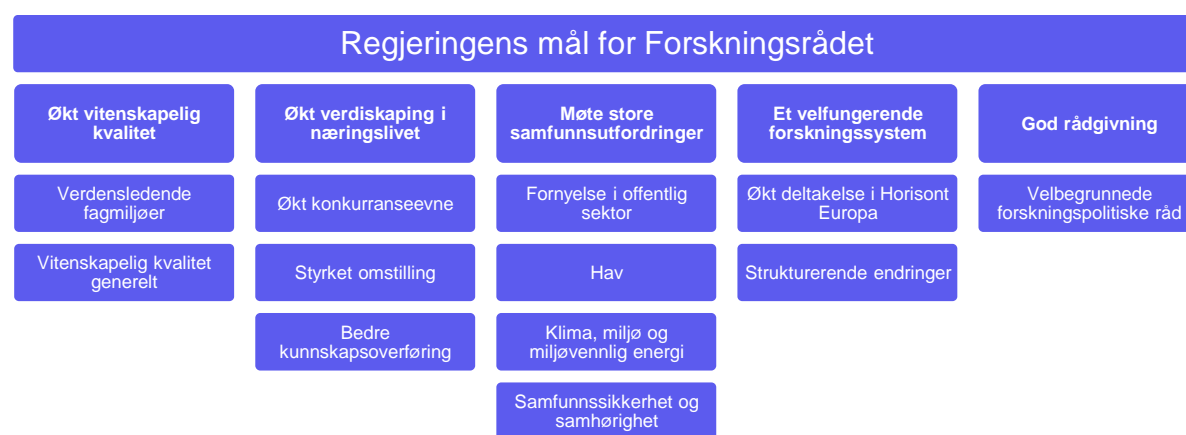 Regjeringens mål for Forskningsrådet
Økt vitenskapelig
kvalitet
Verdensledende
fagmiljøer
Vitenskapelig kvalitet
generelt
Økt verdiskaping i
næringslivet
Økt konkurranseevne
Styrket omstilling
Bedre
kunnskapsoverføring
Møte store
samfunnsutfordringer
Fornyelse i offentlig
sektor
Hav
Klima, miljø og
miljøvennlig energi
Samfunnssikkerhet og
samhørighet
Et velfungerende
forskningssystem
Økt deltakelse i Horisont
Europa
Strukturerende endringer
God rådgivning
Velbegrunnede
forskningspolitiske råd